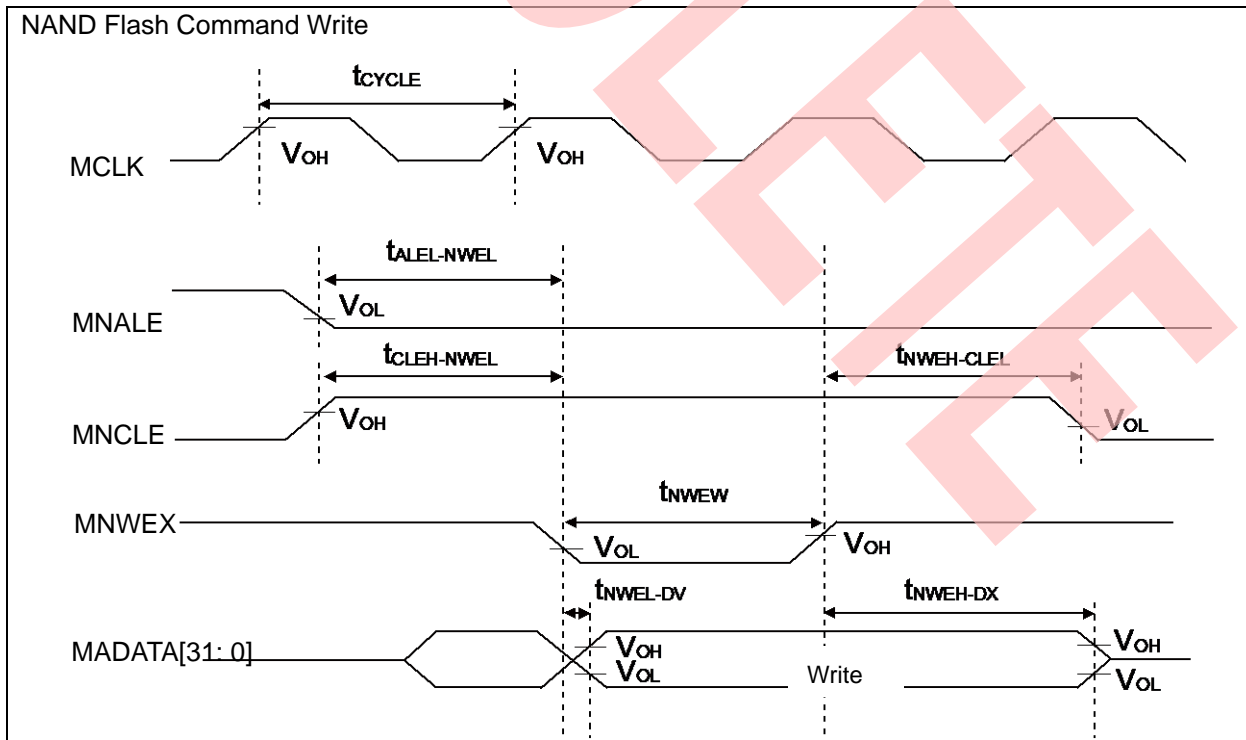 NAND Flash Command Write
tCYCLE
VOH VOH
MCLK
tALEL-NWEL
VOL
MNALE
tCLEH-NWEL tNWEH-CLEL
VOH VOL
MNCLE
tNWEW
MNWEX
VOL VOH
tNWEL-DV tNWEH-DX
MADATA[31: 0]
VOH VOH
VOL Write VOL